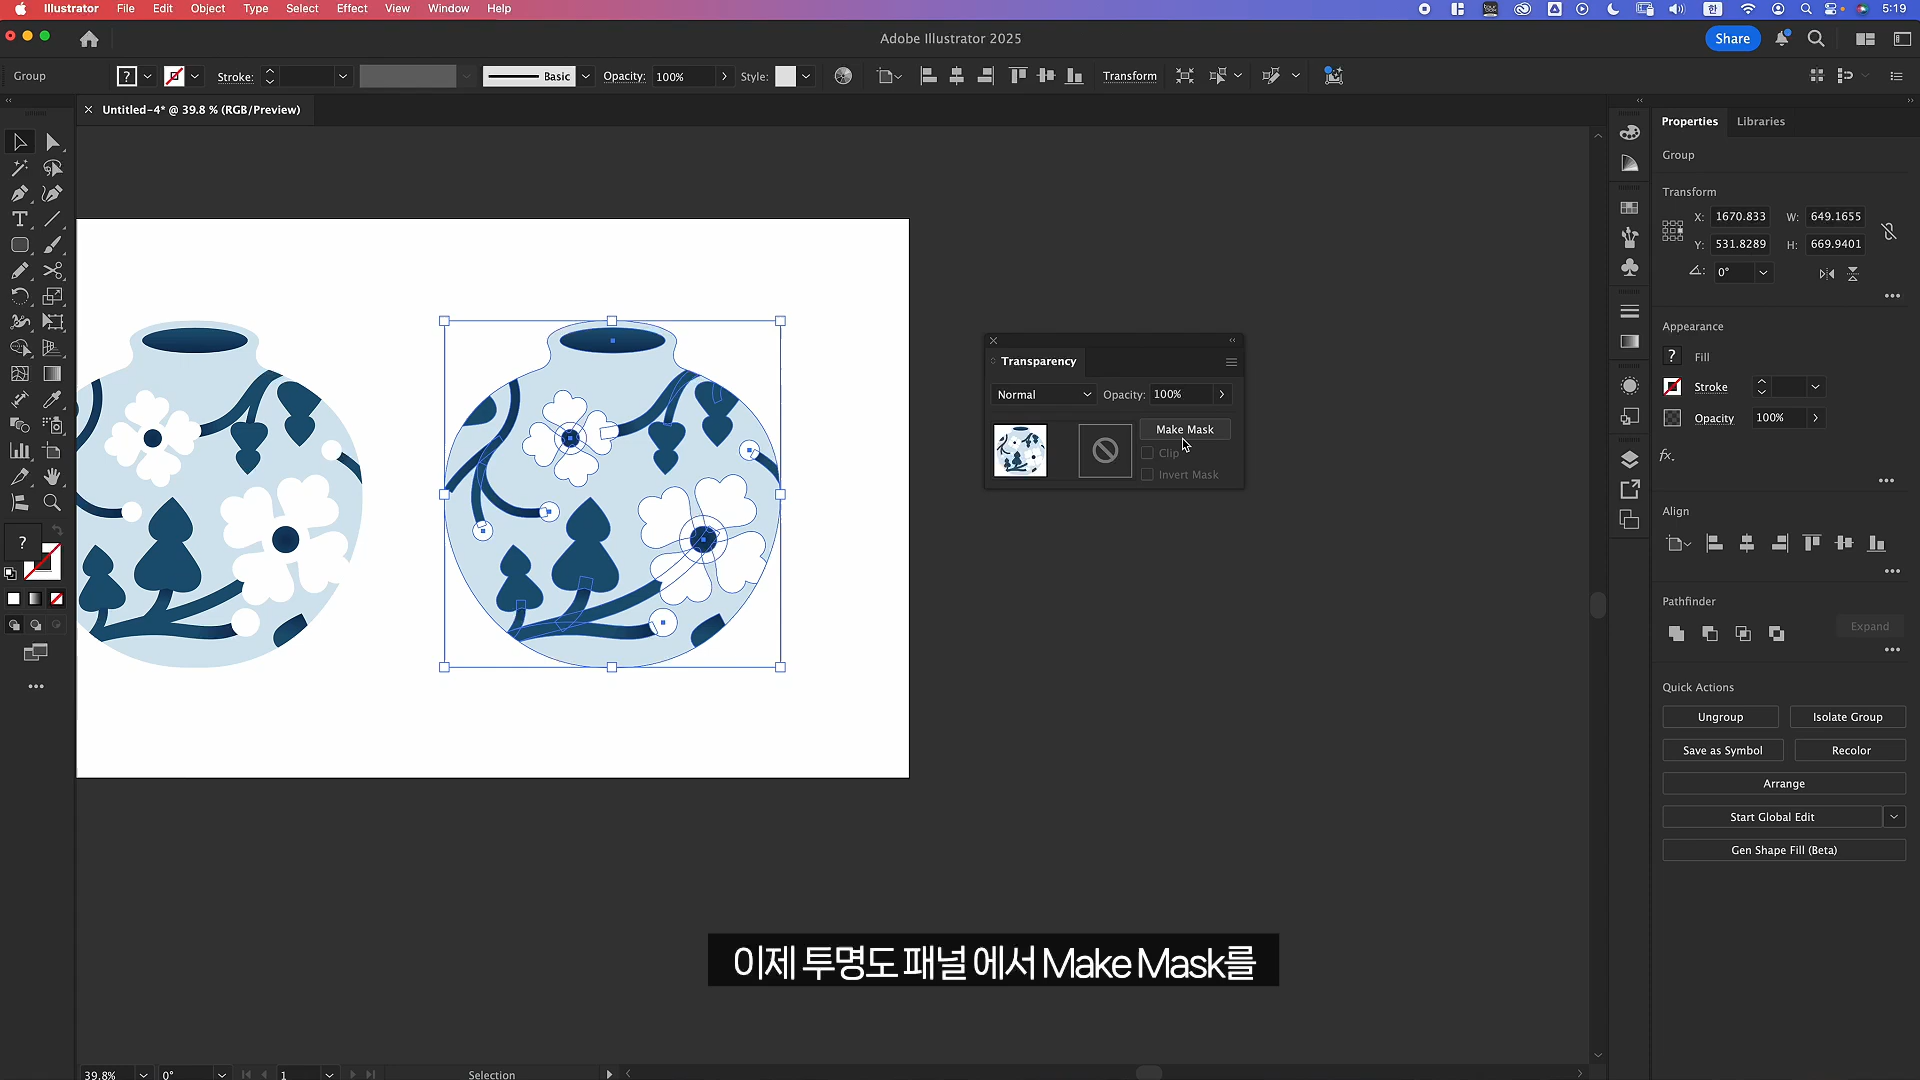 Illustrator File Edit Object Type Select Effect View Window Help
한 5:19
Adobe Illustrator 2025
Share
Group
?
Stroke:
Basic
Opacity: 100%
Style:
Transform
Untitled-4* @ 39.8 % (RGB/Preview)
Properties Libraries
Group
Transform
X: 1670.833 W: 649.1655
Y: 531.8289 H: 669.9401
0°
Appearance
? Fill
Stroke
Opacity 100%
fx.
Align
Pathfinder
Expand
Quick Actions
Ungroup Isolate Group
Save as Symbol Recolor
Arrange
Start Global Edit
Gen Shape Fill (Beta)
Transparency
Normal Opacity: 100%
Make Mask
Clip
Invert Mask
?
이제 투명도 패널 에서 Make Mask를
39.8% 0° 1 Selection